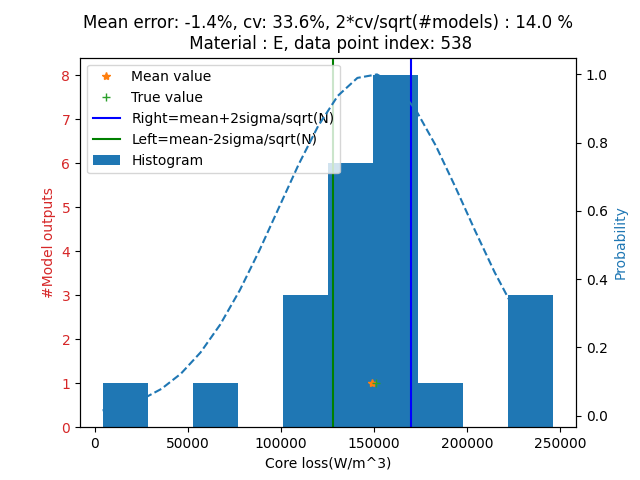 Mean error: -1.4%, cv: 33.6%, 2*cv/sqrt(#models) : 14.0 %
Material : E, data point index: 538
Mean value
True value
Right=mean+2sigma/sqrt(N)
Left=mean-2sigma/sqrt(N)
Histogram
#Model outputs
8
7
6
5
4
3
2
1
0
1.0
0.8
0.6
0.4
0.2
0.0
Probability
0
50000
100000
150000
200000
250000
Core loss(W/m^3)